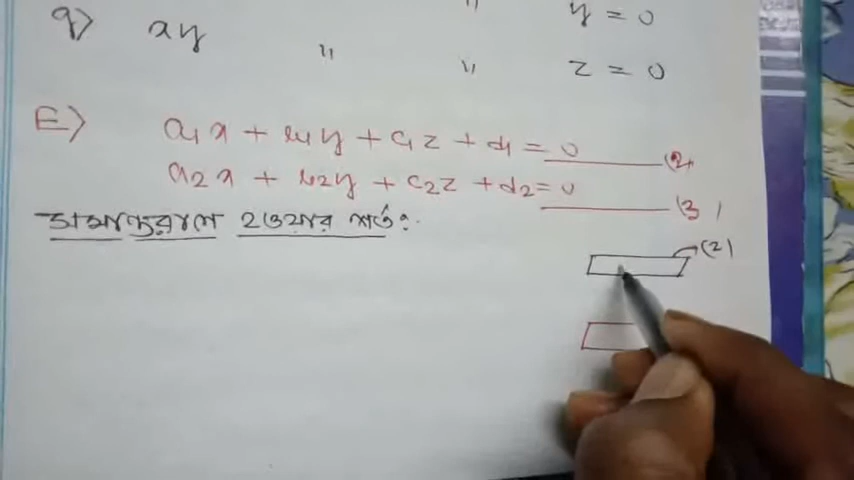 q) xy " " y = 0
" " z = 0
E) a₁x + b₁y + c₁z + d₁ = 0 (2)
a₂x + b₂y + c₂z + d₂ = 0 (3)
সমান্তরাল হওয়ার শর্তঃ
(2)